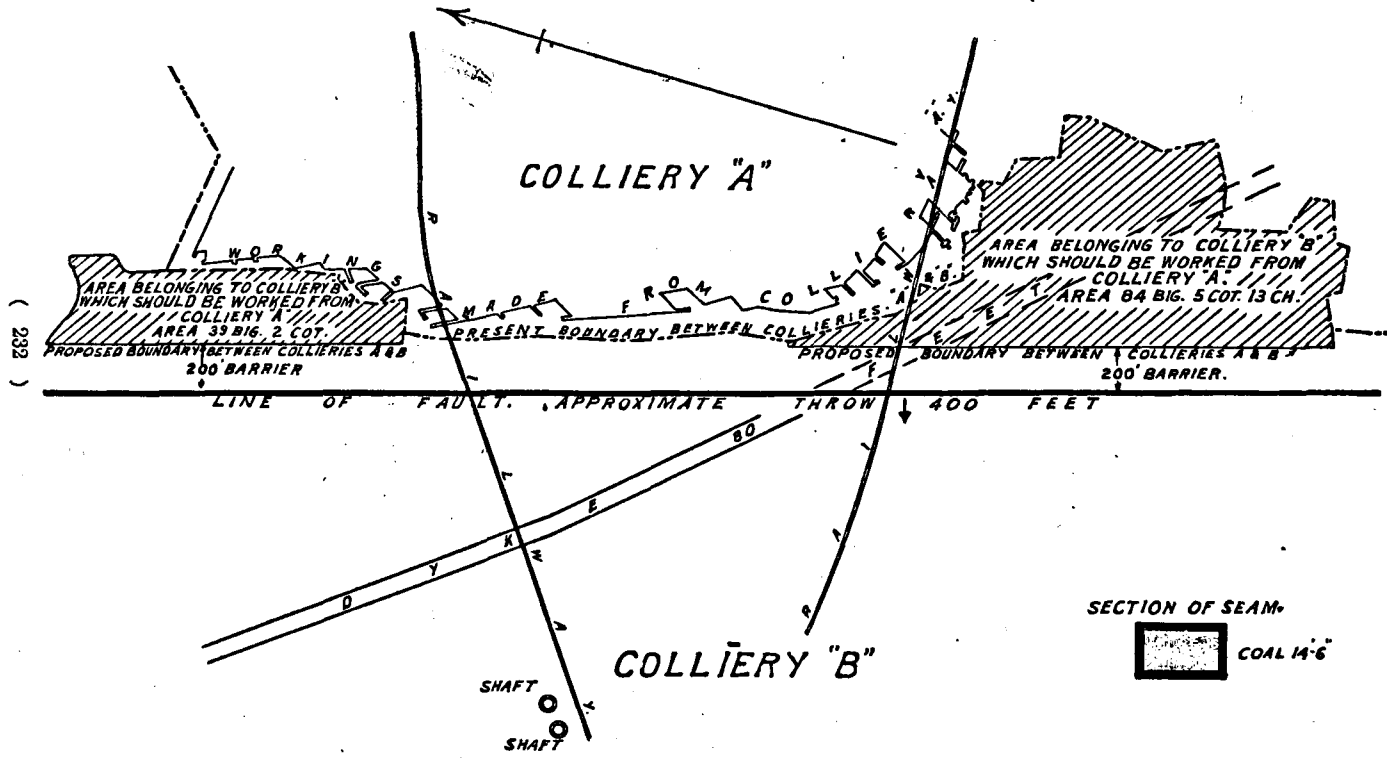 COLLIERY "A"
WORKINGS MADE FROM COLLIERY "A"
RAILWAY.
RAILWAY
AREA BELONGING TO COLLIERY "B"
WHICH SHOULD BE WORKED FROM
COLLIERY "A"
AREA 39 BIG. 2 COT.
AREA BELONGING TO COLLIERY "B"
WHICH SHOULD BE WORKED FROM
COLLIERY "A".
AREA 84 BIG. 5 COT. 13 CH.
PRESENT BOUNDARY BETWEEN COLLIERIES A & B
PROPOSED BOUNDARY BETWEEN COLLIERIES A & B
200' BARRIER
PROPOSED BOUNDARY BETWEEN COLLIERIES A & B
200' BARRIER.
( 232 )
LINE OF FAULT. APPROXIMATE THROW 400 FEET
DYKE 80 FEET
COLLIERY "B"
SHAFT
SHAFT
SECTION OF SEAM.
COAL 14'-6"